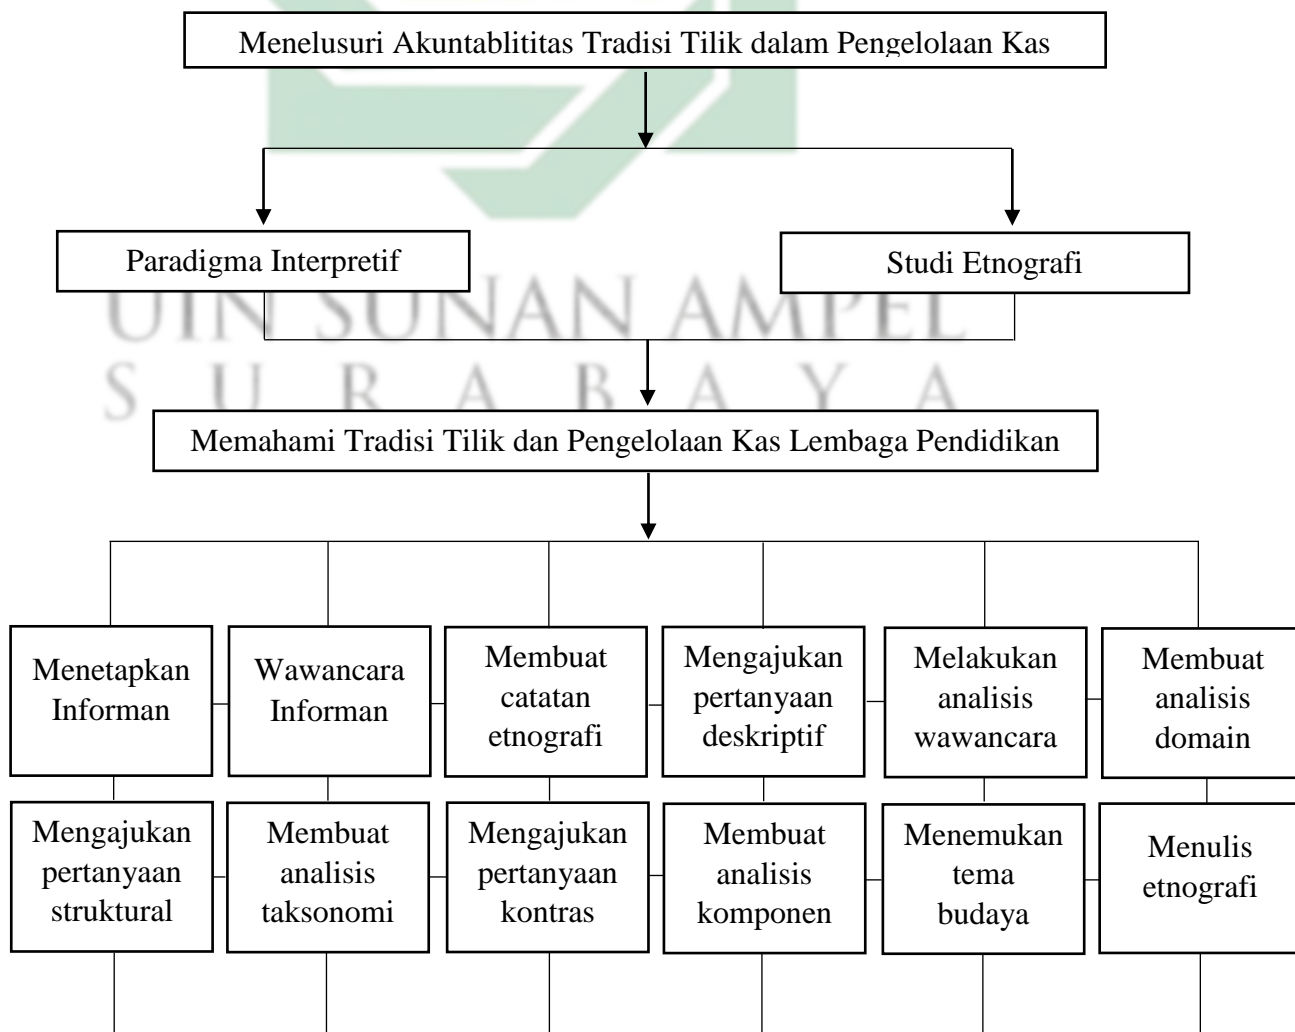 Menelusuri Akuntablititas Tradisi Tilik dalam Pengelolaan Kas
Paradigma Interpretif
Studi Etnografi
UIN SUNAN AMPEL
SURABAYA
Memahami Tradisi Tilik dan Pengelolaan Kas Lembaga Pendidikan
Menetapkan
Informan
Wawancara
Informan
Membuat
catatan
etnografi
Mengajukan
pertanyaan
deskriptif
Melakukan
analisis
wawancara
Membuat
analisis
domain
Mengajukan
pertanyaan
struktural
Membuat
analisis
taksonomi
Mengajukan
pertanyaan
kontras
Membuat
analisis
komponen
Menemukan
tema
budaya
Menulis
etnografi